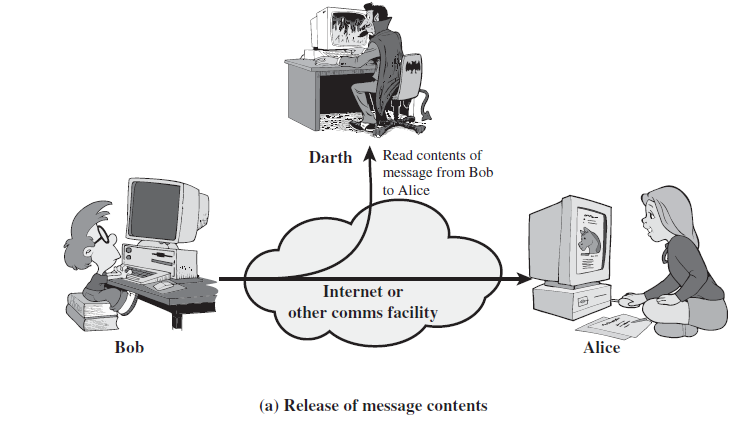 Darth
Read contents of
message from Bob
to Alice
Internet or
other comms facility
Bob
Alice
(a) Release of message contents